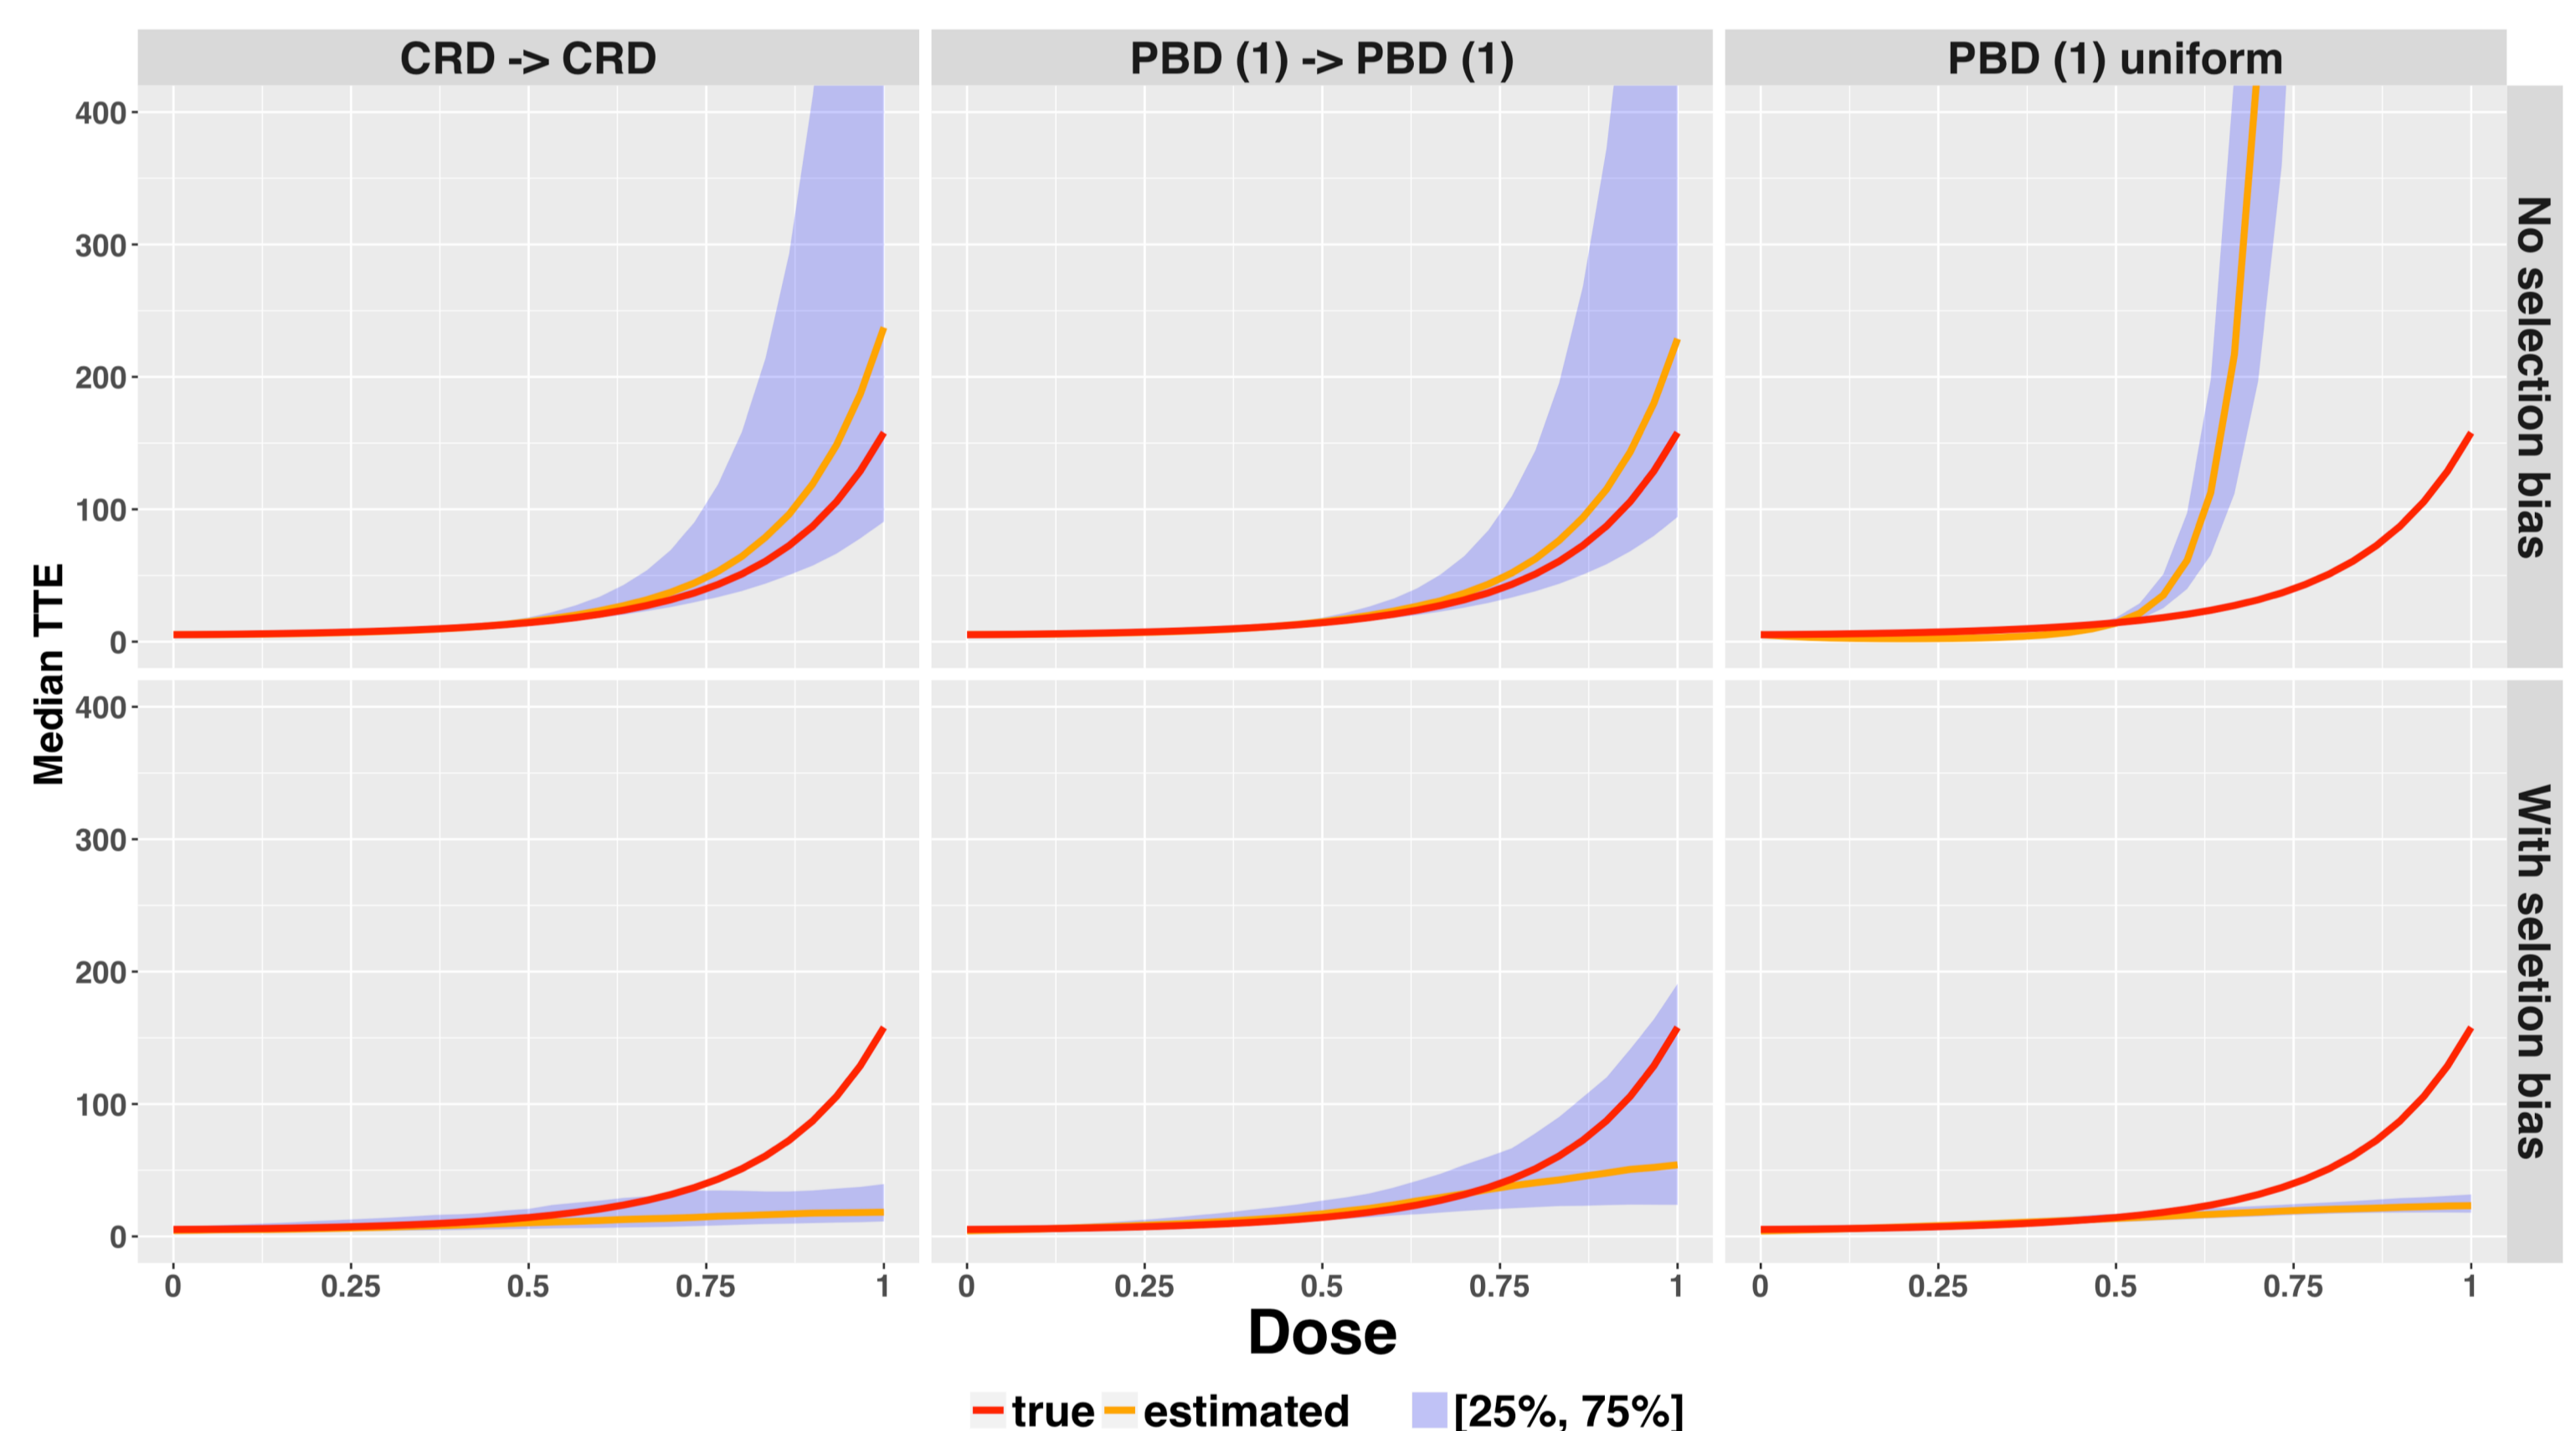 CRD -> CRD
PBD (1) -> PBD (1)
PBD (1) uniform
400
300
200
100
0
No selection bias
Median TTE
400
300
200
100
0
With seletion bias
0 0.25 0.5 0.75 1
0 0.25 0.5 0.75 1
0 0.25 0.5 0.75 1
Dose
true estimated [25%, 75%]